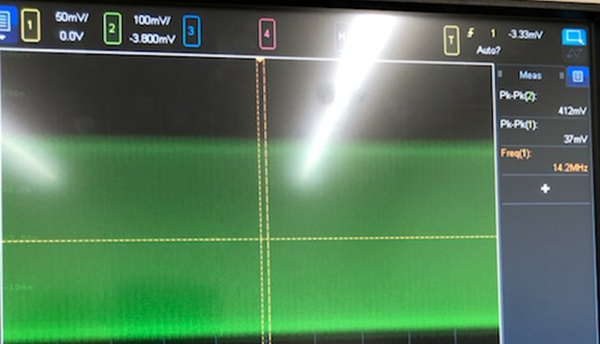 1 50mV/ 0.0V
2 100mV/ -3.800mV
3
4
H
T 1 -3.33mV
Auto?
Meas
Pk-Pk(2):
412mV
Pk-Pk(1):
37mV
Freq(1):
14.2MHz